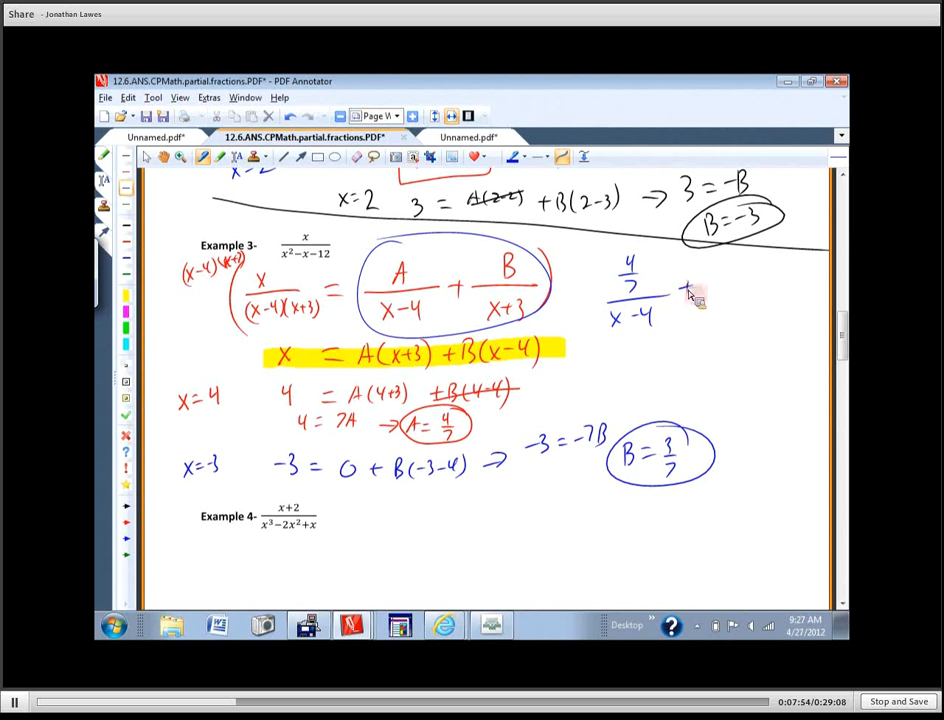 Share - Jonathan Lawes
12.6.ANS.CPMath.partial.fractions.PDF* - PDF Annotator
File Edit Tool View Extras Window Help
Page W
Unnamed.pdf* 12.6.ANS.CPMath.partial.fractions.PDF* Unnamed.pdf*
x=2 3 = A(2-2) + B(2-3) → 3 = -B
B=-3
Example 3- x/(x²−x−12)
(x-4)(x+3) ( x/((x-4)(x+3)) = A/(x-4) + B/(x+3) ) (4/7)/(x-4) +
x = A(x+3) + B(x-4)
x=4 4 = A(4+3) +B(4-4)
4 = 7A → A = 4/7
x=-3 -3 = 0 + B(-3-4) → -3 = -7B B = 3/7
Example 4- (x+2)/(x³−2x²+x)
Desktop » 9:27 AM
4/27/2012
0:07:54/0:29:08 Stop and Save